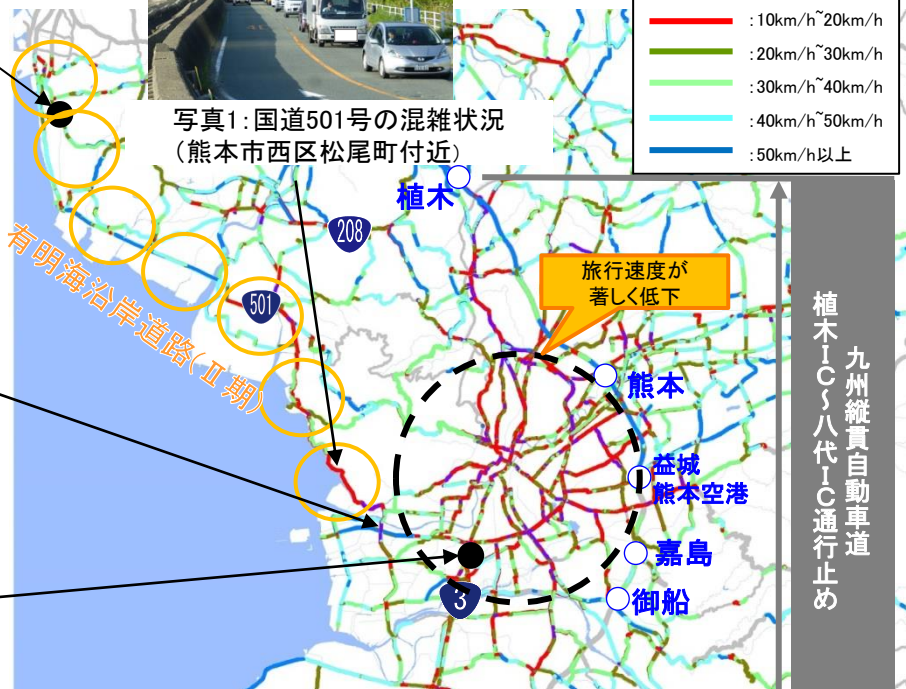 :10km/h~20km/h
:20km/h~30km/h
:30km/h~40km/h
:40km/h~50km/h
:50km/h以上
写真1:国道501号の混雑状況
(熊本市西区松尾町付近)
植木
208
旅行速度が
著しく低下
有明海沿岸道路(Ⅱ期)
501
熊本
益城
熊本空港
嘉島
御船
3
九州縦貫自動車道
植木IC～八代IC通行止め